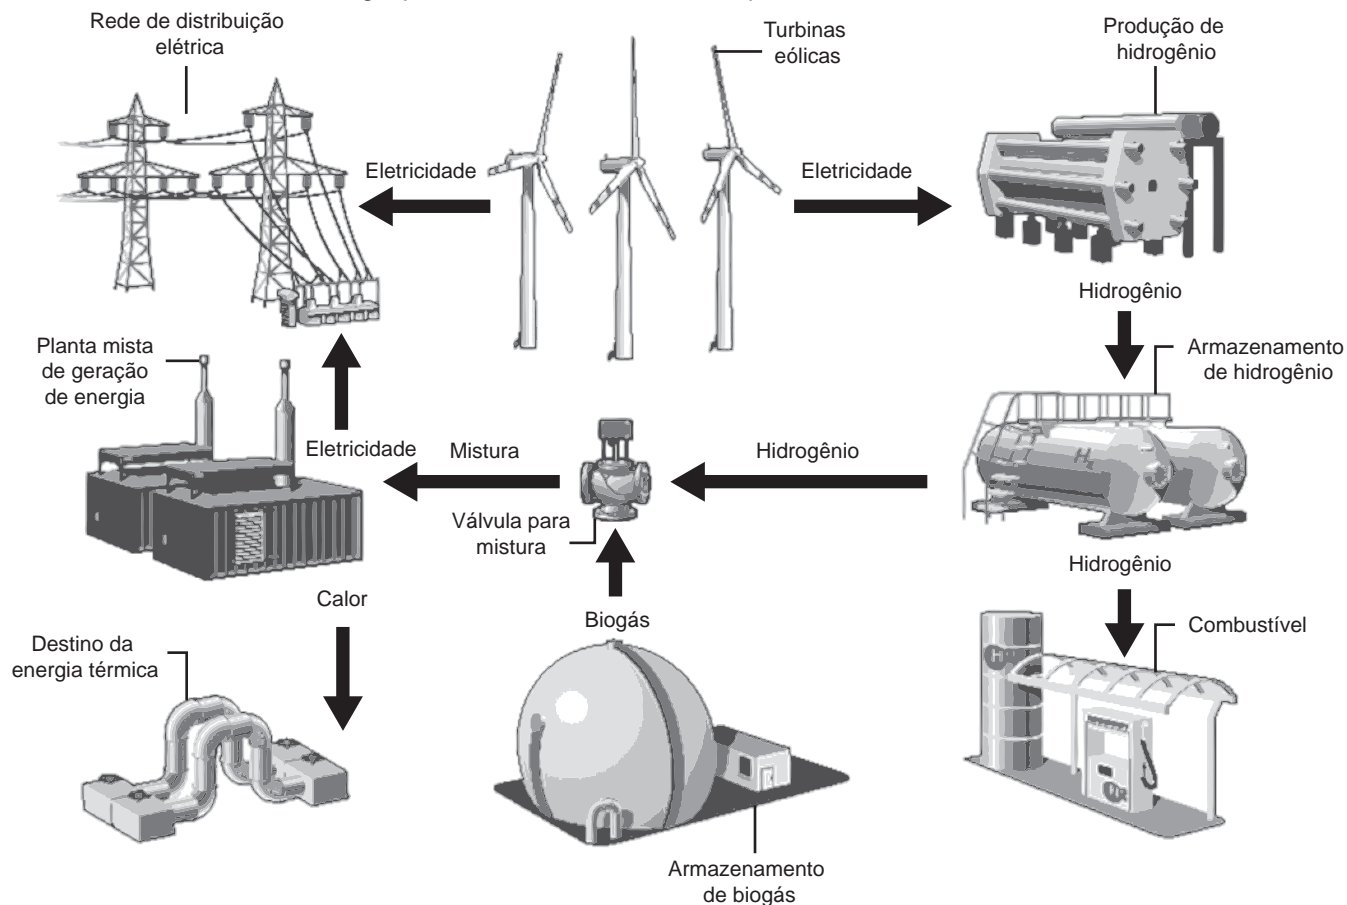 Rede de distribuição
elétrica
Turbinas
eólicas
Produção de
hidrogênio
Eletricidade
Eletricidade
Hidrogênio
Planta mista
de geração
de energia
Armazenamento
de hidrogênio
Eletricidade
Mistura
Hidrogênio
H
Válvula para
mistura
Hidrogênio
Calor
Biogás
Combustível
Destino da
energia térmica
H
Armazenamento
de biogás